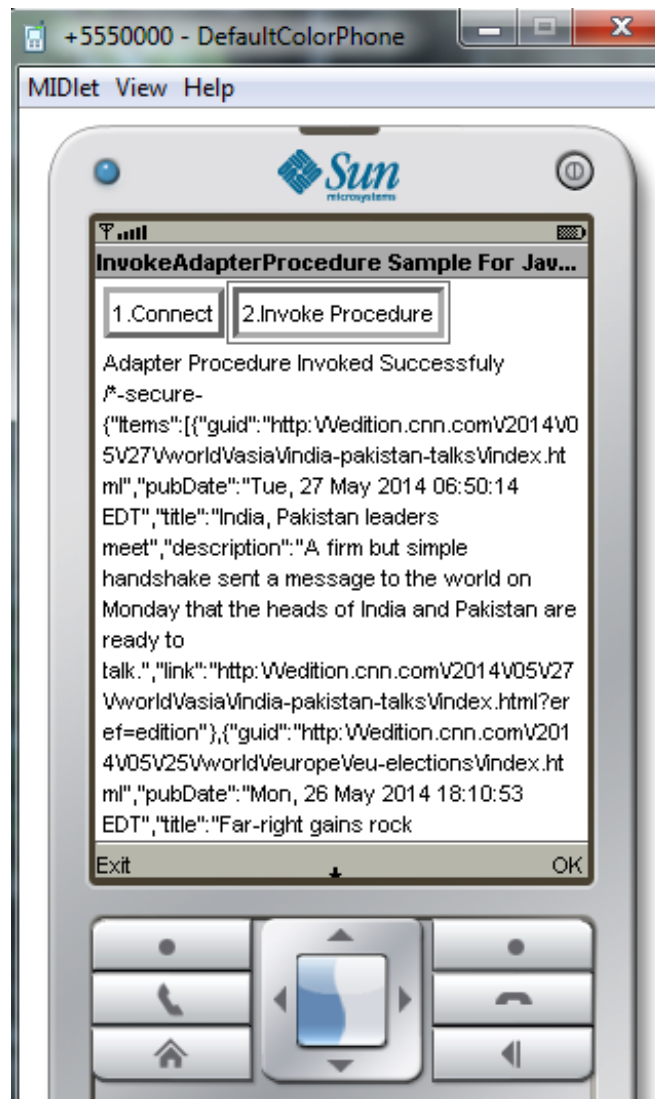 +5550000 - DefaultColorPhone
MIDlet View Help
Sun
microsystems
InvokeAdapterProcedure Sample For Jav...
1.Connect 2.Invoke Procedure
Adapter Procedure Invoked Successfuly
/*-secure-
{"items":[{"guid":"http:\/\/edition.cnn.com\/2014\/0
5\/27\/world\/asia\/india-pakistan-talks\/index.ht
ml","pubDate":"Tue, 27 May 2014 06:50:14
EDT","title":"India, Pakistan leaders
meet","description":"A firm but simple
handshake sent a message to the world on
Monday that the heads of India and Pakistan are
ready to
talk.","link":"http:\/\/edition.cnn.com\/2014\/05\/27
\/world\/asia\/india-pakistan-talks\/index.html?er
ef=edition"},{"guid":"http:\/\/edition.cnn.com\/201
4\/05\/25\/world\/europe\/eu-elections\/index.ht
ml","pubDate":"Mon, 26 May 2014 18:10:53
EDT","title":"Far-right gains rock
Exit OK